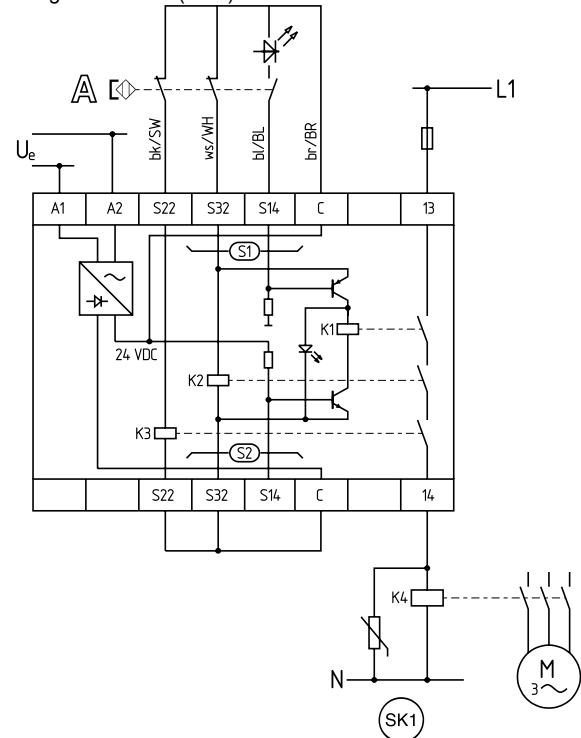 A
bk/SW
ws/WH
bl/BL
br/BR
L1
Ue
A1 A2 S22 S32 S14 C 13
S1
K1
24 VDC
K2
K3
S2
S22 S32 S14 C 14
K4
M
3
N
SK1